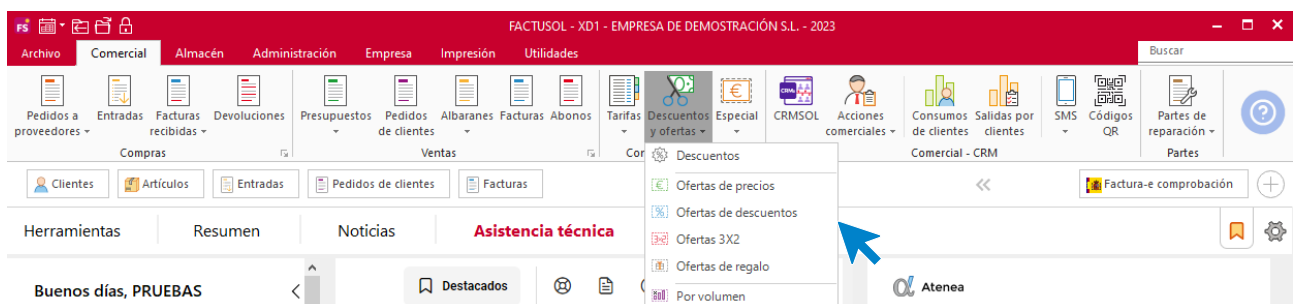 FS
FACTUSOL - XD1 - EMPRESA DE DEMOSTRACIÓN S.L. - 2023
Archivo Comercial Almacén Administración Empresa Impresión Utilidades Buscar
Pedidos a proveedores
Entradas
Facturas recibidas
Devoluciones
Presupuestos
Pedidos de clientes
Albaranes
Facturas
Abonos
Tarifas
Descuentos y ofertas
Especial
CRMSOL
Acciones comerciales
Consumos de clientes
Salidas por clientes
SMS
Códigos QR
Partes de reparación
Compras Ventas Cor Comercial - CRM Partes
Clientes Artículos Entradas Pedidos de clientes Facturas Factura-e comprobación
Descuentos
Ofertas de precios
Ofertas de descuentos
Ofertas 3X2
Ofertas de regalo
Por volumen
Herramientas Resumen Noticias Asistencia técnica
Buenos días, PRUEBAS
Destacados
Atenea